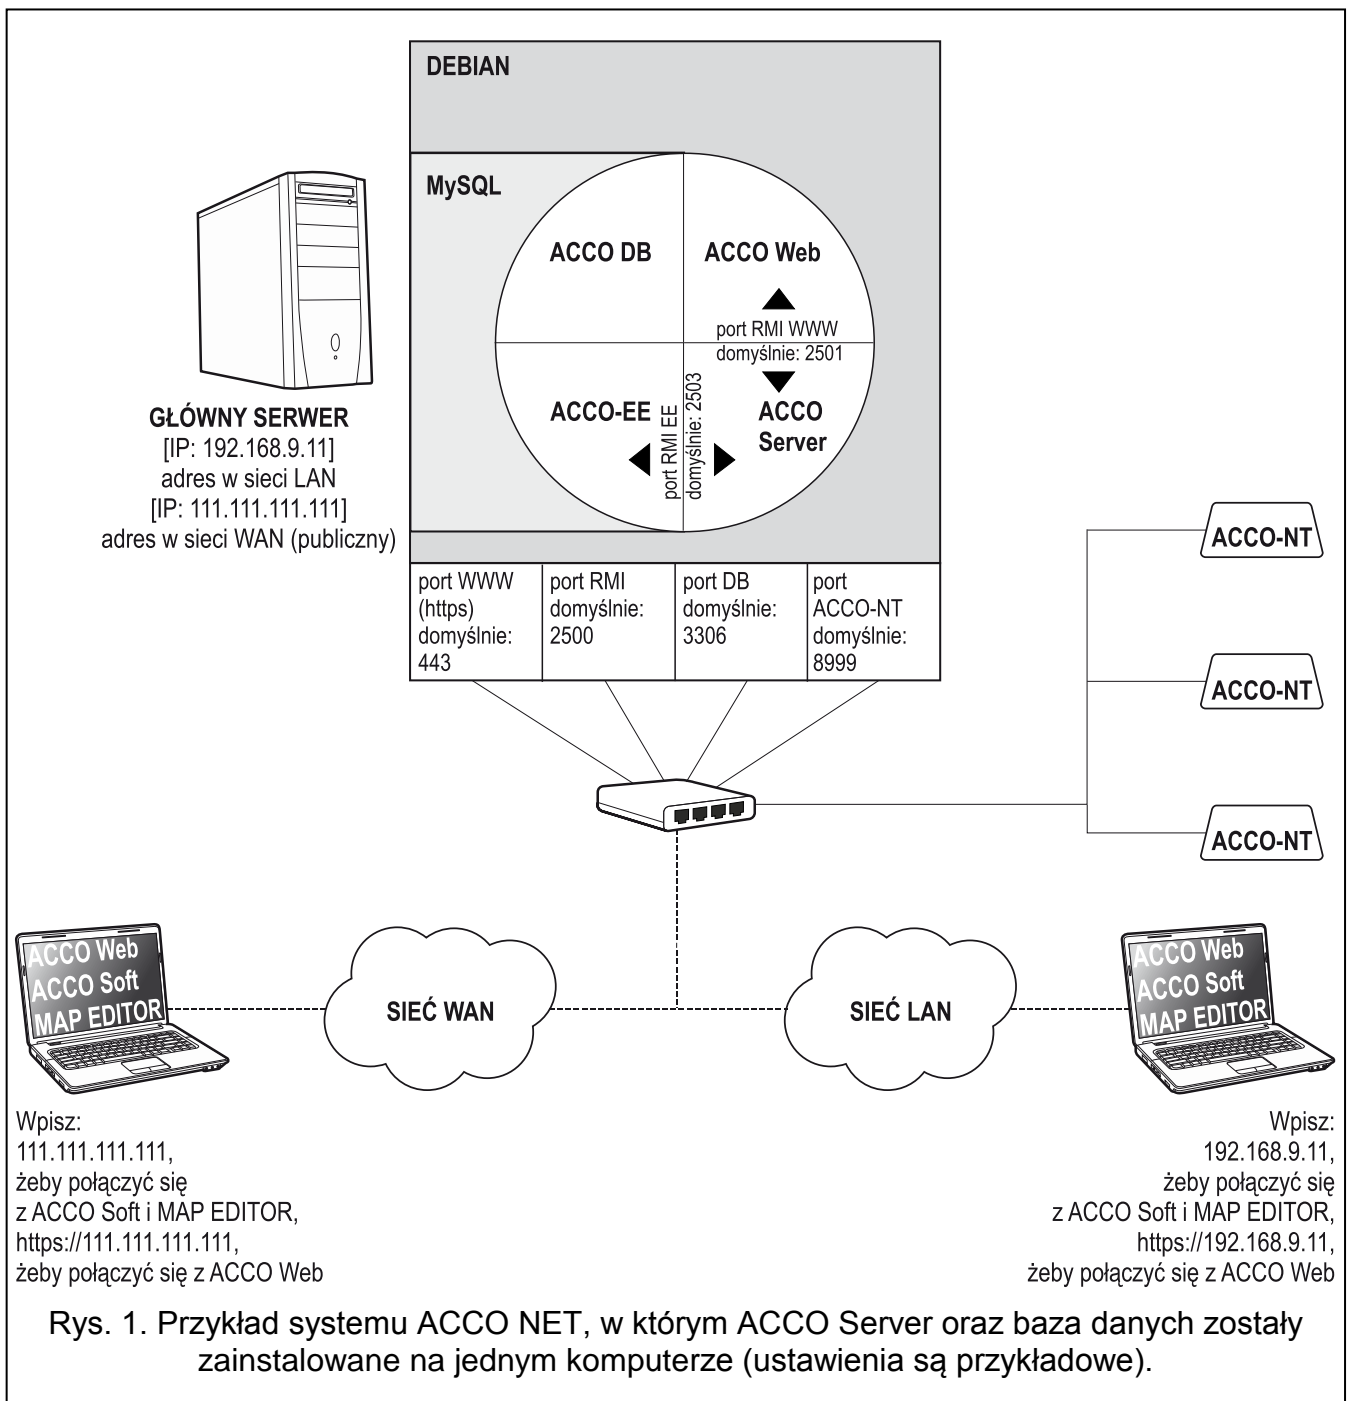 DEBIAN
MySQL
ACCO DB
ACCO Web
port RMI WWW
domyślnie: 2501
ACCO-EE
port RMI EE
domyślnie: 2503
ACCO
Server
GŁÓWNY SERWER
[IP: 192.168.9.11]
adres w sieci LAN
[IP: 111.111.111.111]
adres w sieci WAN (publiczny)
port WWW
(https)
domyślnie:
443
port RMI
domyślnie:
2500
port DB
domyślnie:
3306
port
ACCO-NT
domyślnie:
8999
ACCO-NT
ACCO-NT
ACCO-NT
ACCO Web
ACCO Soft
MAP EDITOR
SIEĆ WAN
SIEĆ LAN
ACCO Web
ACCO Soft
MAP EDITOR
Wpisz:
111.111.111.111,
żeby połączyć się
z ACCO Soft i MAP EDITOR,
https://111.111.111.111,
żeby połączyć się z ACCO Web
Wpisz:
192.168.9.11,
żeby połączyć się
z ACCO Soft i MAP EDITOR,
https://192.168.9.11,
żeby połączyć się z ACCO Web
Rys. 1. Przykład systemu ACCO NET, w którym ACCO Server oraz baza danych zostały
zainstalowane na jednym komputerze (ustawienia są przykładowe).